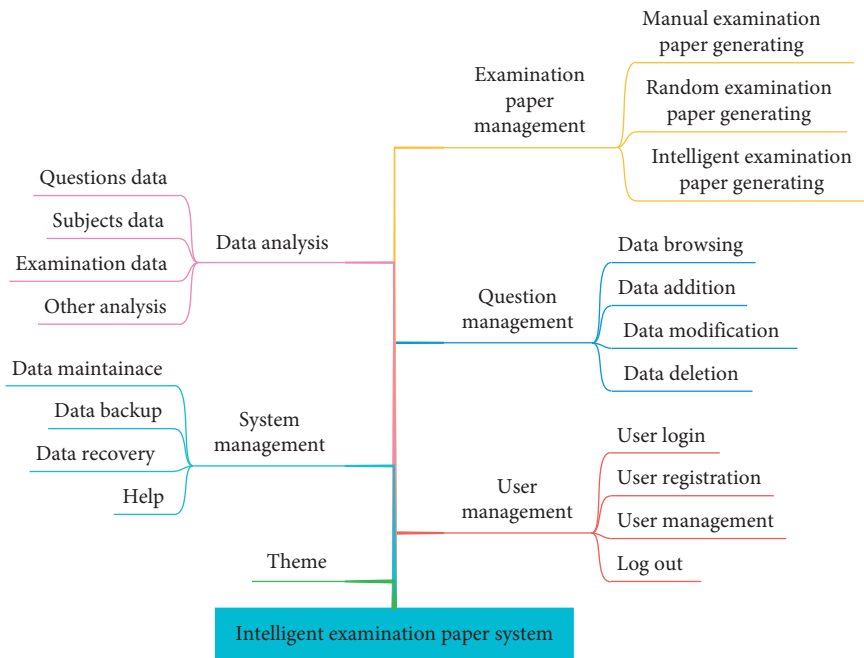 Manual examination
paper generating
Examination
paper
management
Random examination
paper generating
Intelligent examination
paper generating
Questions data
Subjects data
Data analysis
Examination data
Other analysis
Data browsing
Data addition
Question
management
Data modification
Data deletion
Data maintainace
Data backup
System
management
Data recovery
Help
User login
User registration
User
management
User management
Log out
Theme
Intelligent examination paper system